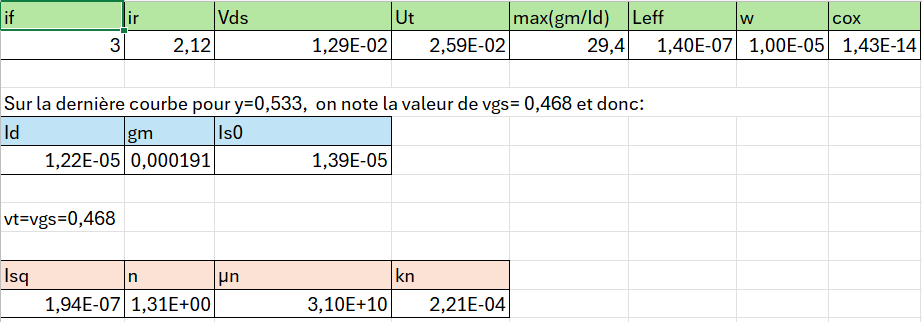 if ir Vds Ut max(gm/Id) Leff w cox
3 2,12 1,29E-02 2,59E-02 29,4 1,40E-07 1,00E-05 1,43E-14
Sur la dernière courbe pour y=0,533, on note la valeur de vgs= 0,468 et donc:
Id gm Is0
1,22E-05 0,000191 1,39E-05
vt=vgs=0,468
Isq n µn kn
1,94E-07 1,31E+00 3,10E+10 2,21E-04